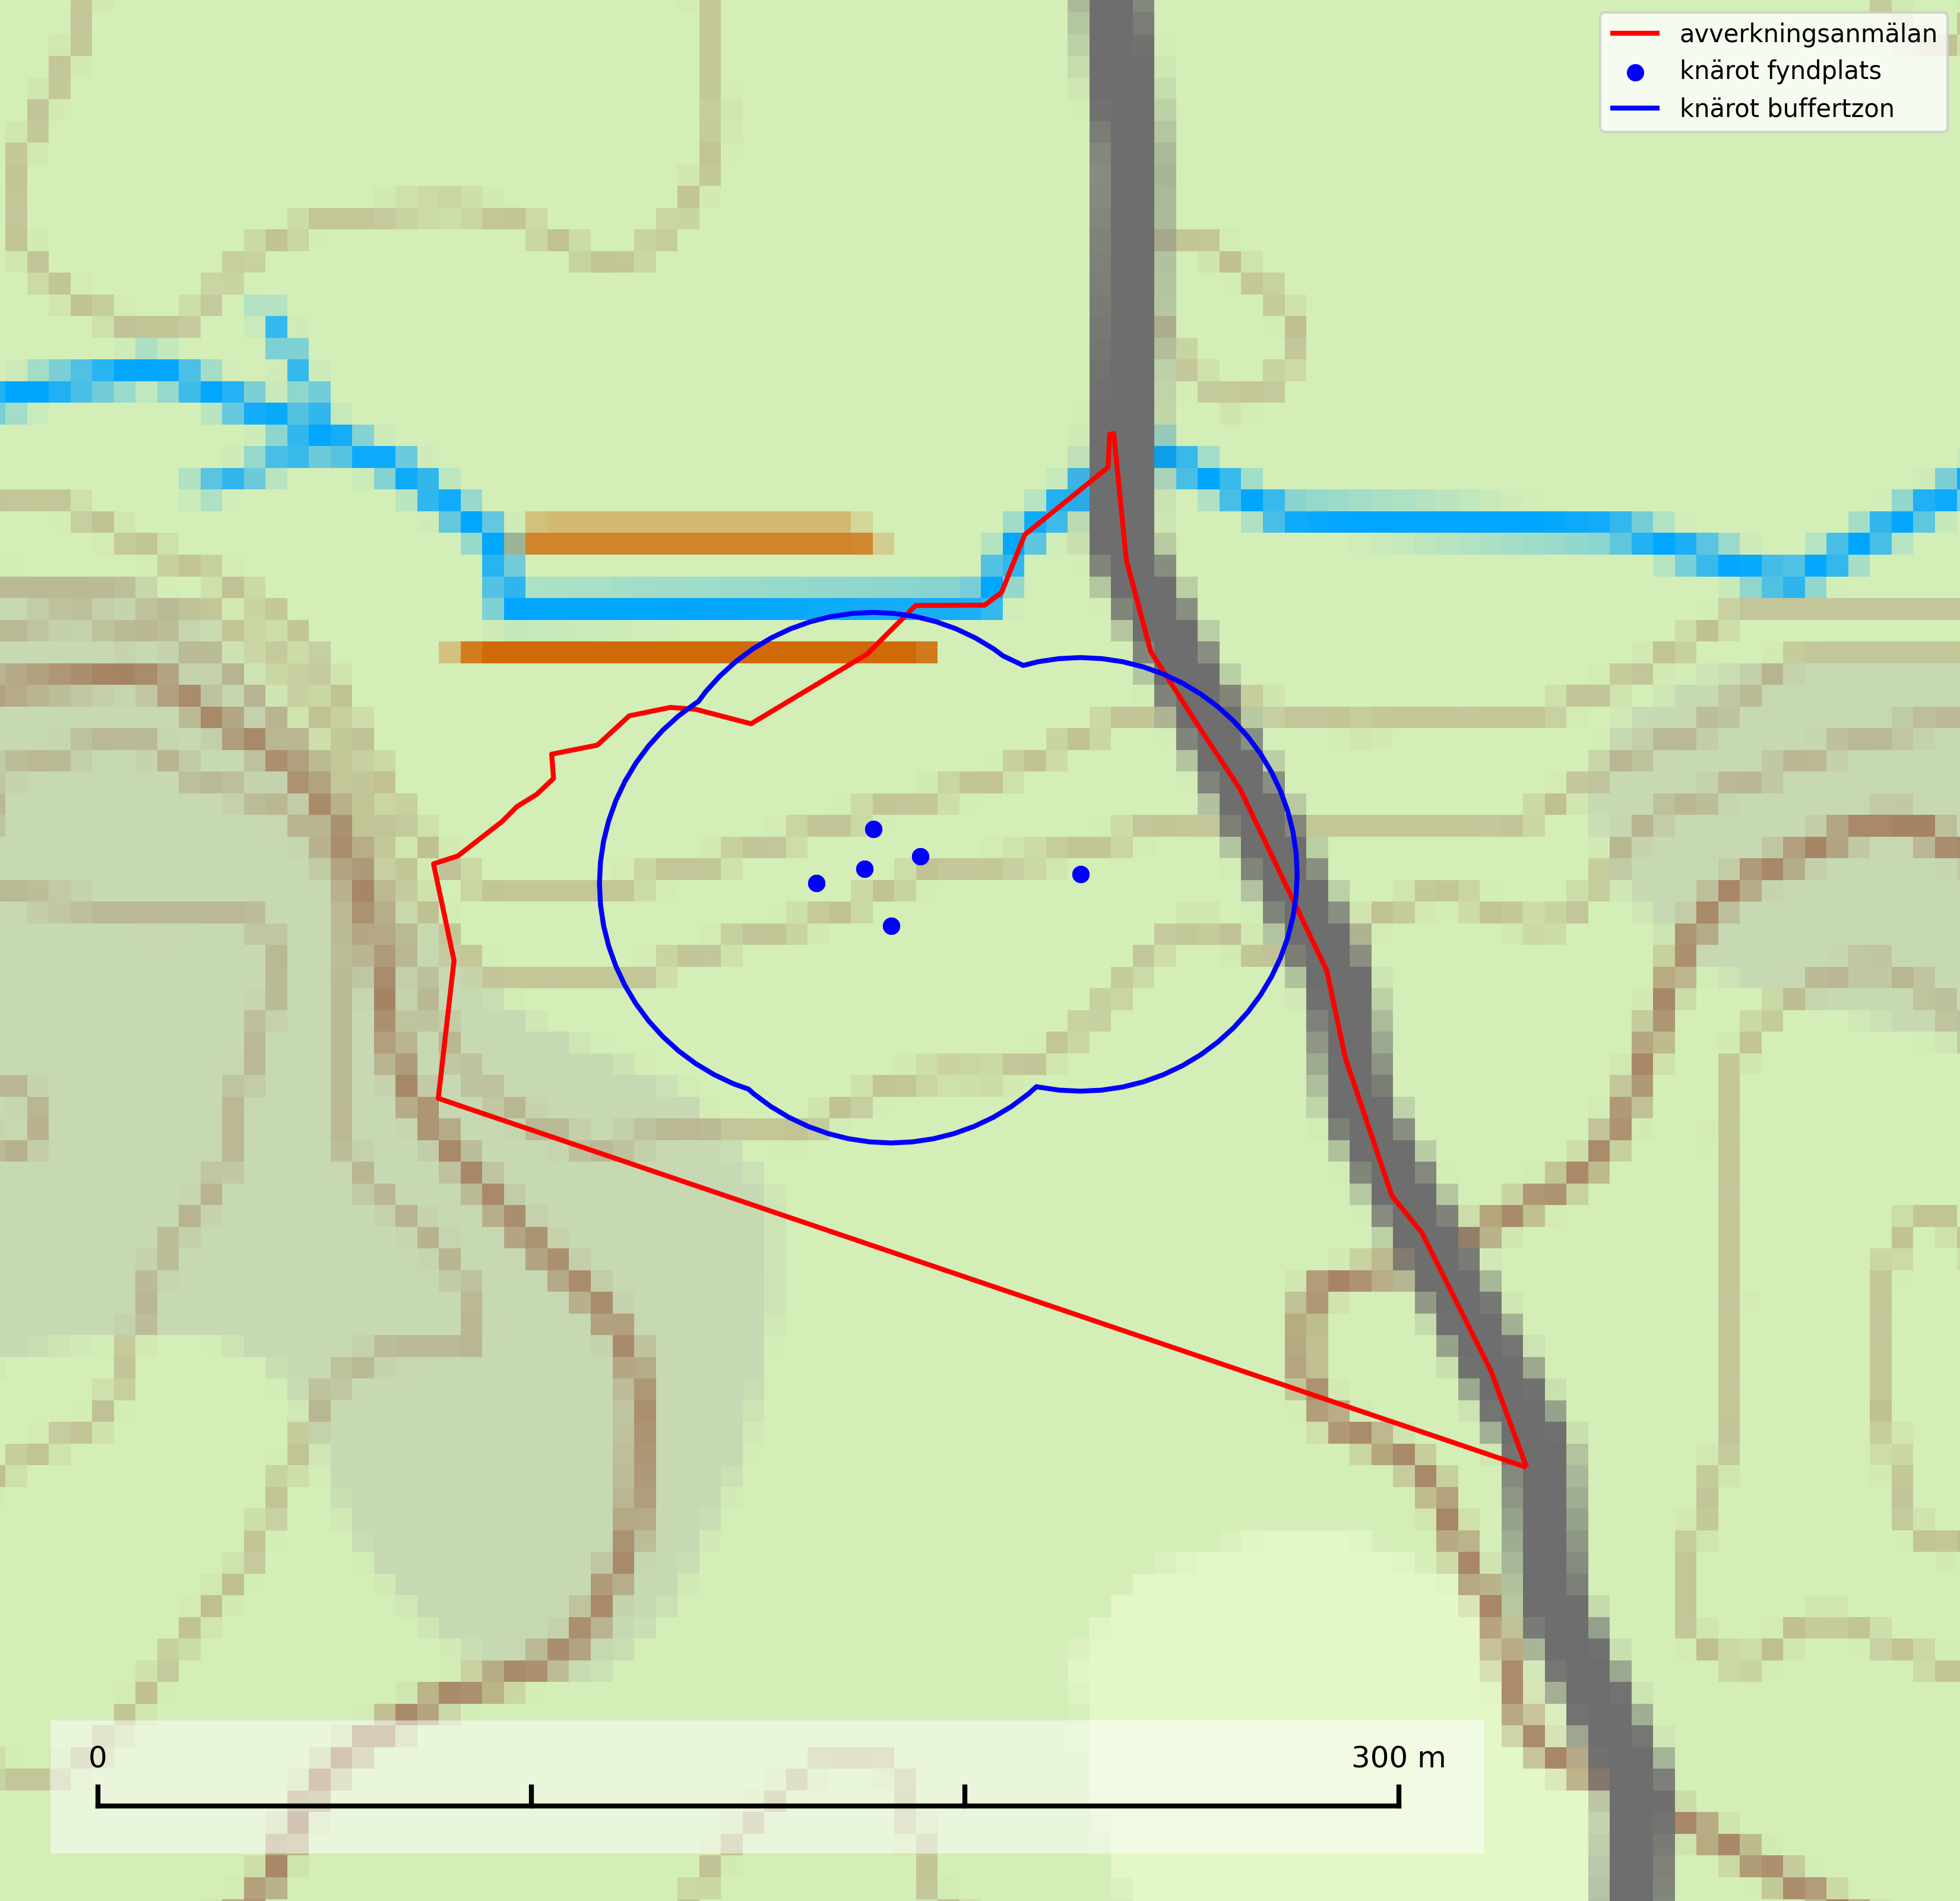 avverkningsanmälan
knärot fyndplats
knärot buffertzon
0 300 m